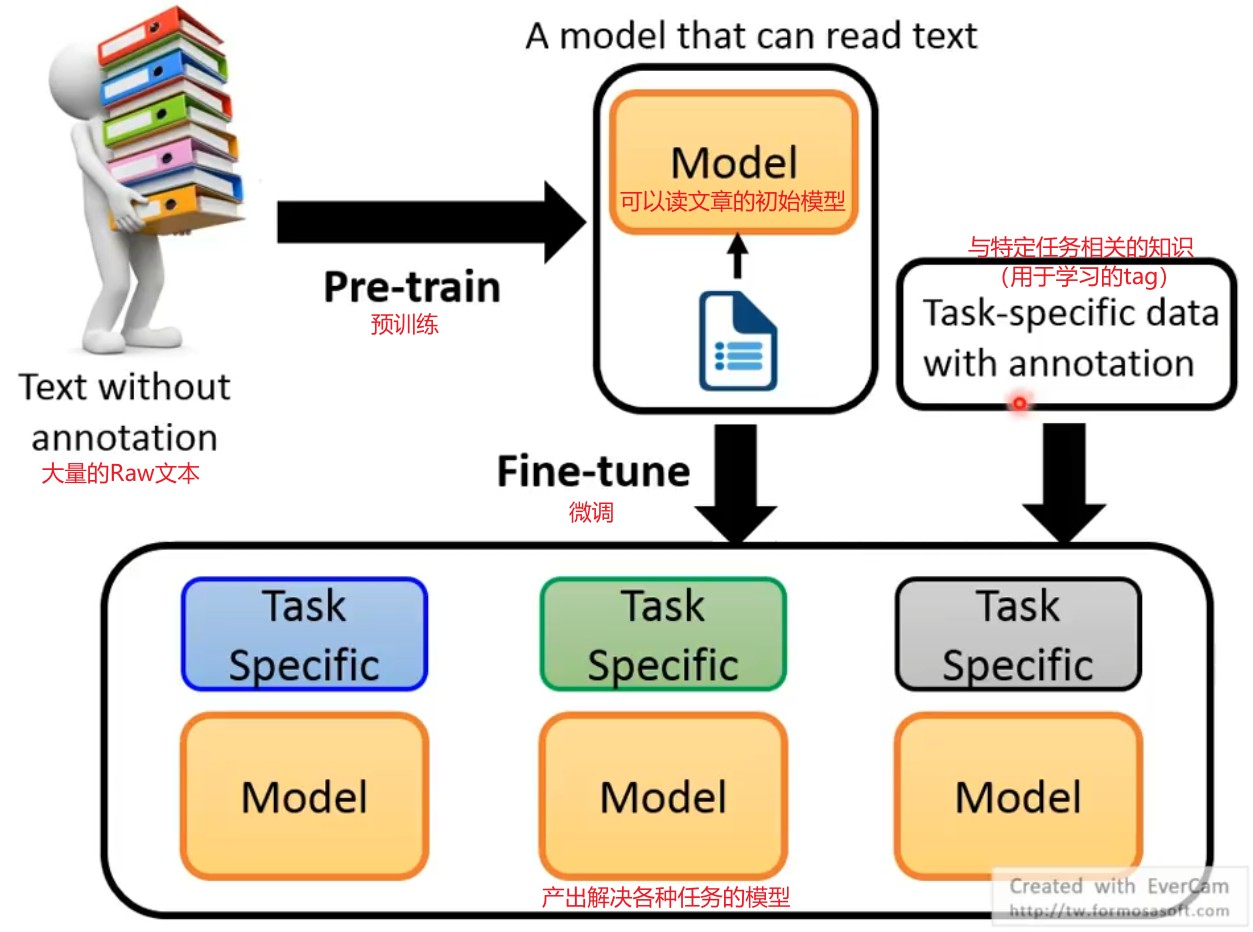 A model that can read text
Model
可以读文章的初始模型
Pre-train
预训练
Text without
annotation
大量的Raw文本
与特定任务相关的知识
（用于学习的tag）
Task-specific data
with annotation
Fine-tune
微调
Task
Specific
Task
Specific
Task
Specific
Model
Model
Model
产出解决各种任务的模型
Created with EverCam
http://tw.formosasoft.com